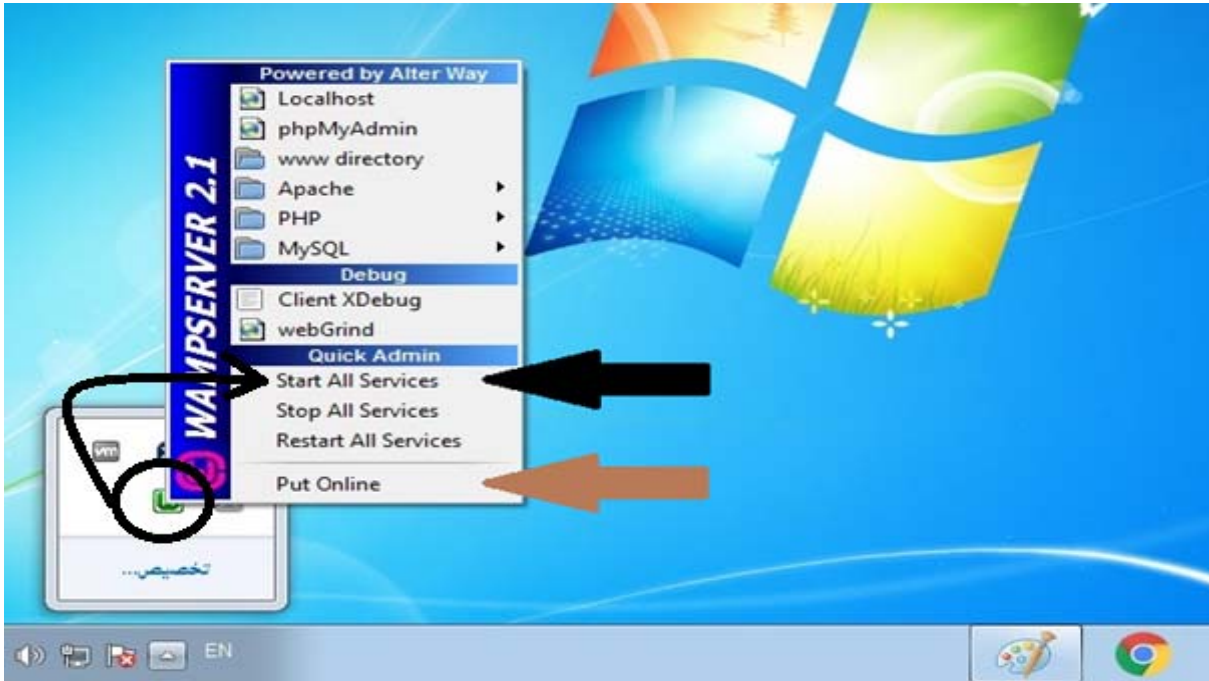 Powered by Alter Way
Localhost
phpMyAdmin
www directory
Apache
PHP
MySQL
Debug
Client XDebug
webGrind
Quick Admin
Start All Services
Stop All Services
Restart All Services
Put Online
WAMPSERVER 2.1
vm
تخصيص...
EN